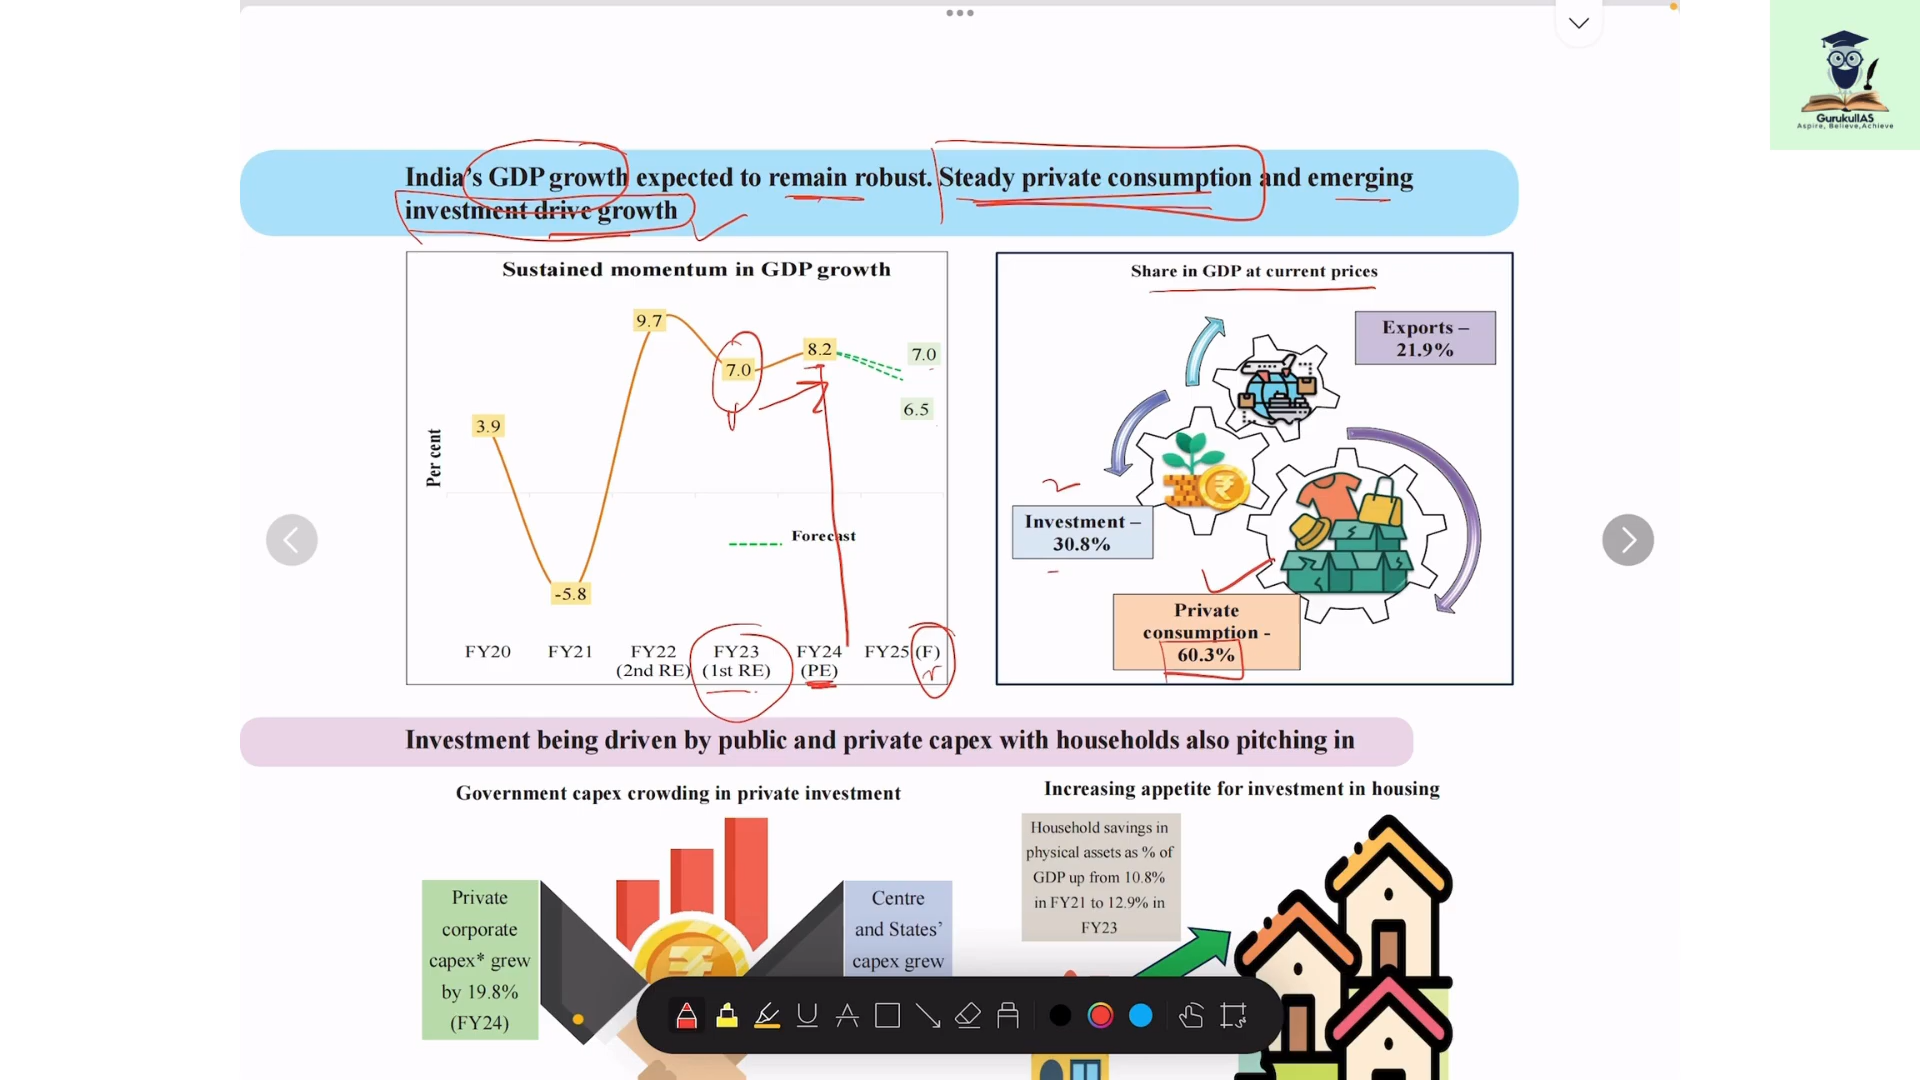 GurukulIAS
Aspire, Believe,Achieve
India's GDP growth expected to remain robust. Steady private consumption and emerging
investment drive growth
Sustained momentum in GDP growth
9.7
8.2
7.0
7.0
6.5
3.9
-5.8
Per cent
Forecast
FY20 FY21 FY22 FY23 FY24 FY25 (F)
(2nd RE) (1st RE) (PE)
Share in GDP at current prices
Exports –
21.9%
Investment –
30.8%
Private
consumption -
60.3%
Investment being driven by public and private capex with households also pitching in
Government capex crowding in private investment
Private
corporate
capex* grew
by 19.8%
(FY24)
Centre
and States'
capex grew
Increasing appetite for investment in housing
Household savings in
physical assets as % of
GDP up from 10.8%
in FY21 to 12.9% in
FY23